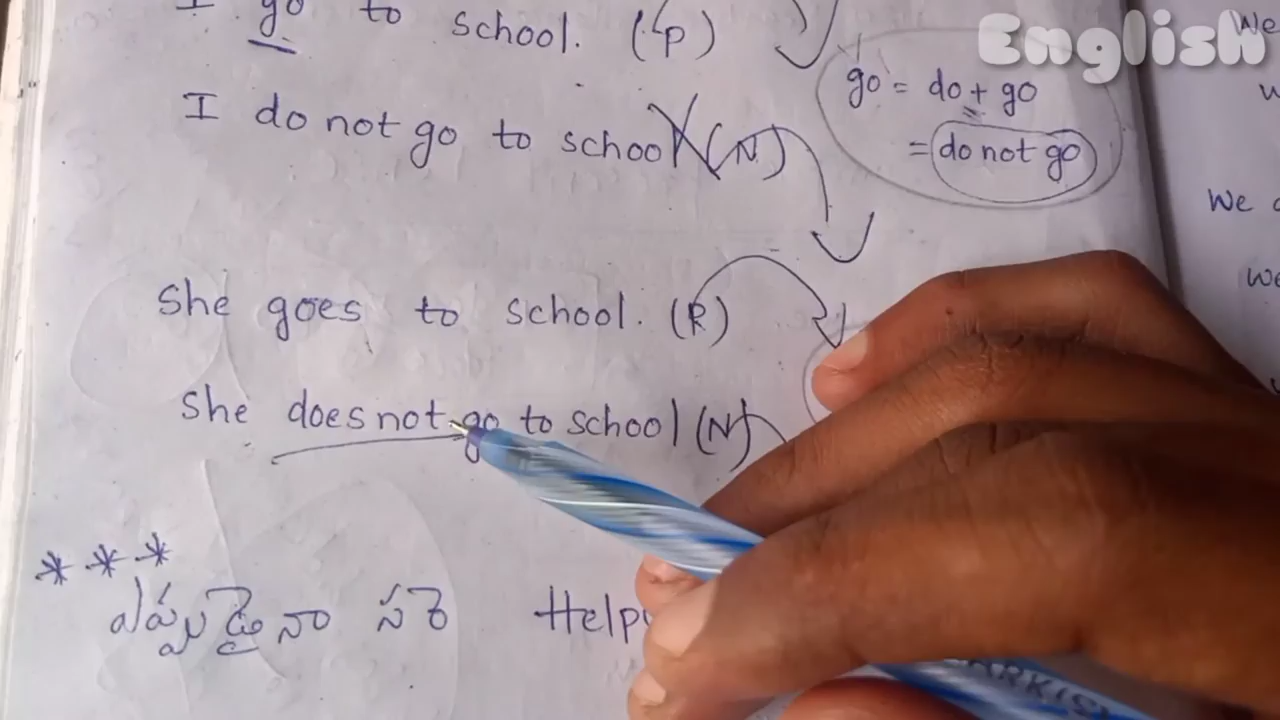 I go to school. (P)
English
go = do + go
= do not go
I do not go to school (N)
We
She goes to school. (P)
She does not go to school (N)
***
ఎప్పుడైనా సరే